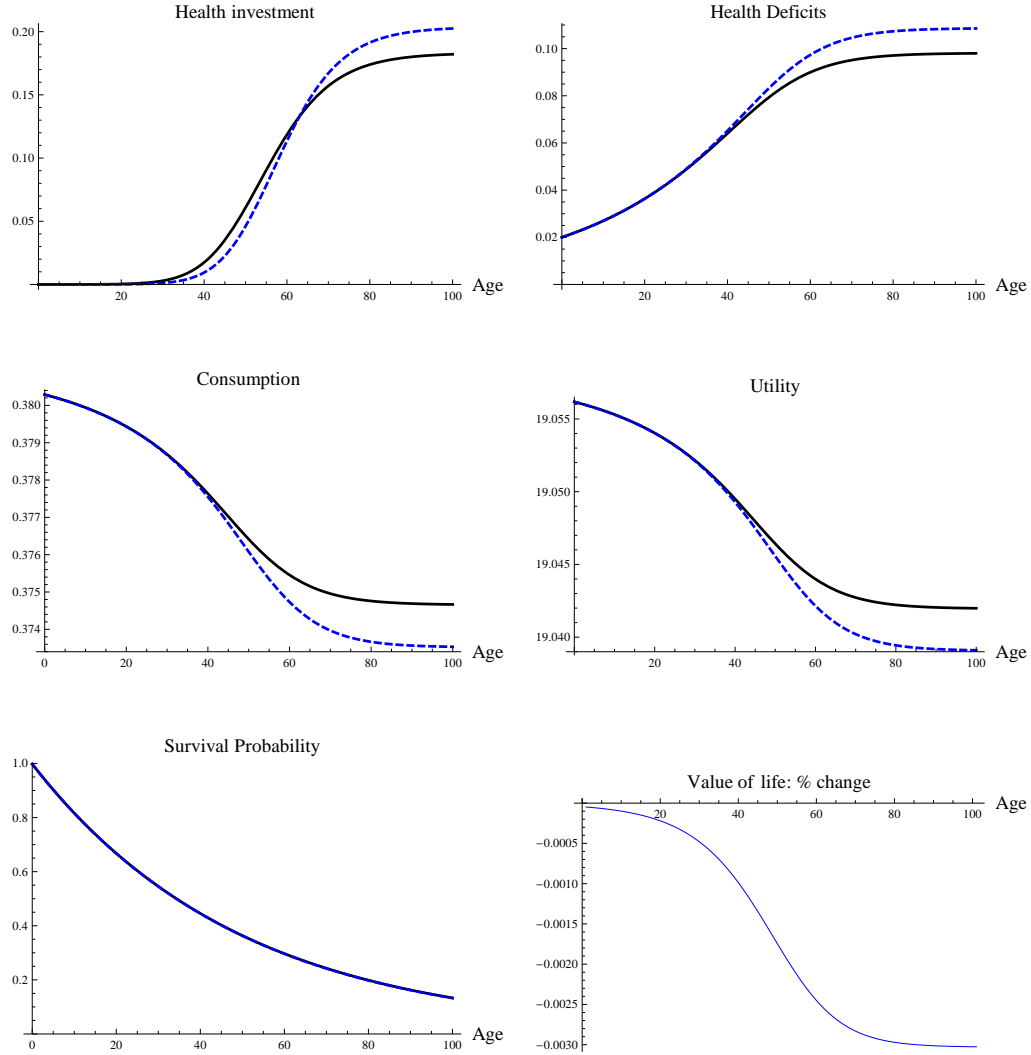 Health investment
0.20
0.15
0.10
0.05
20 40 60 80 100 Age
Health Deficits
0.10
0.08
0.06
0.04
0.02
20 40 60 80 100 Age
Consumption
0.380
0.379
0.378
0.377
0.376
0.375
0.374
0 20 40 60 80 100 Age
Utility
19.055
19.050
19.045
19.040
20 40 60 80 100 Age
Survival Probability
1.0
0.8
0.6
0.4
0.2
0 20 40 60 80 100 Age
Value of life: % change
20 40 60 80 100 Age
-0.0005
-0.0010
-0.0015
-0.0020
-0.0025
-0.0030